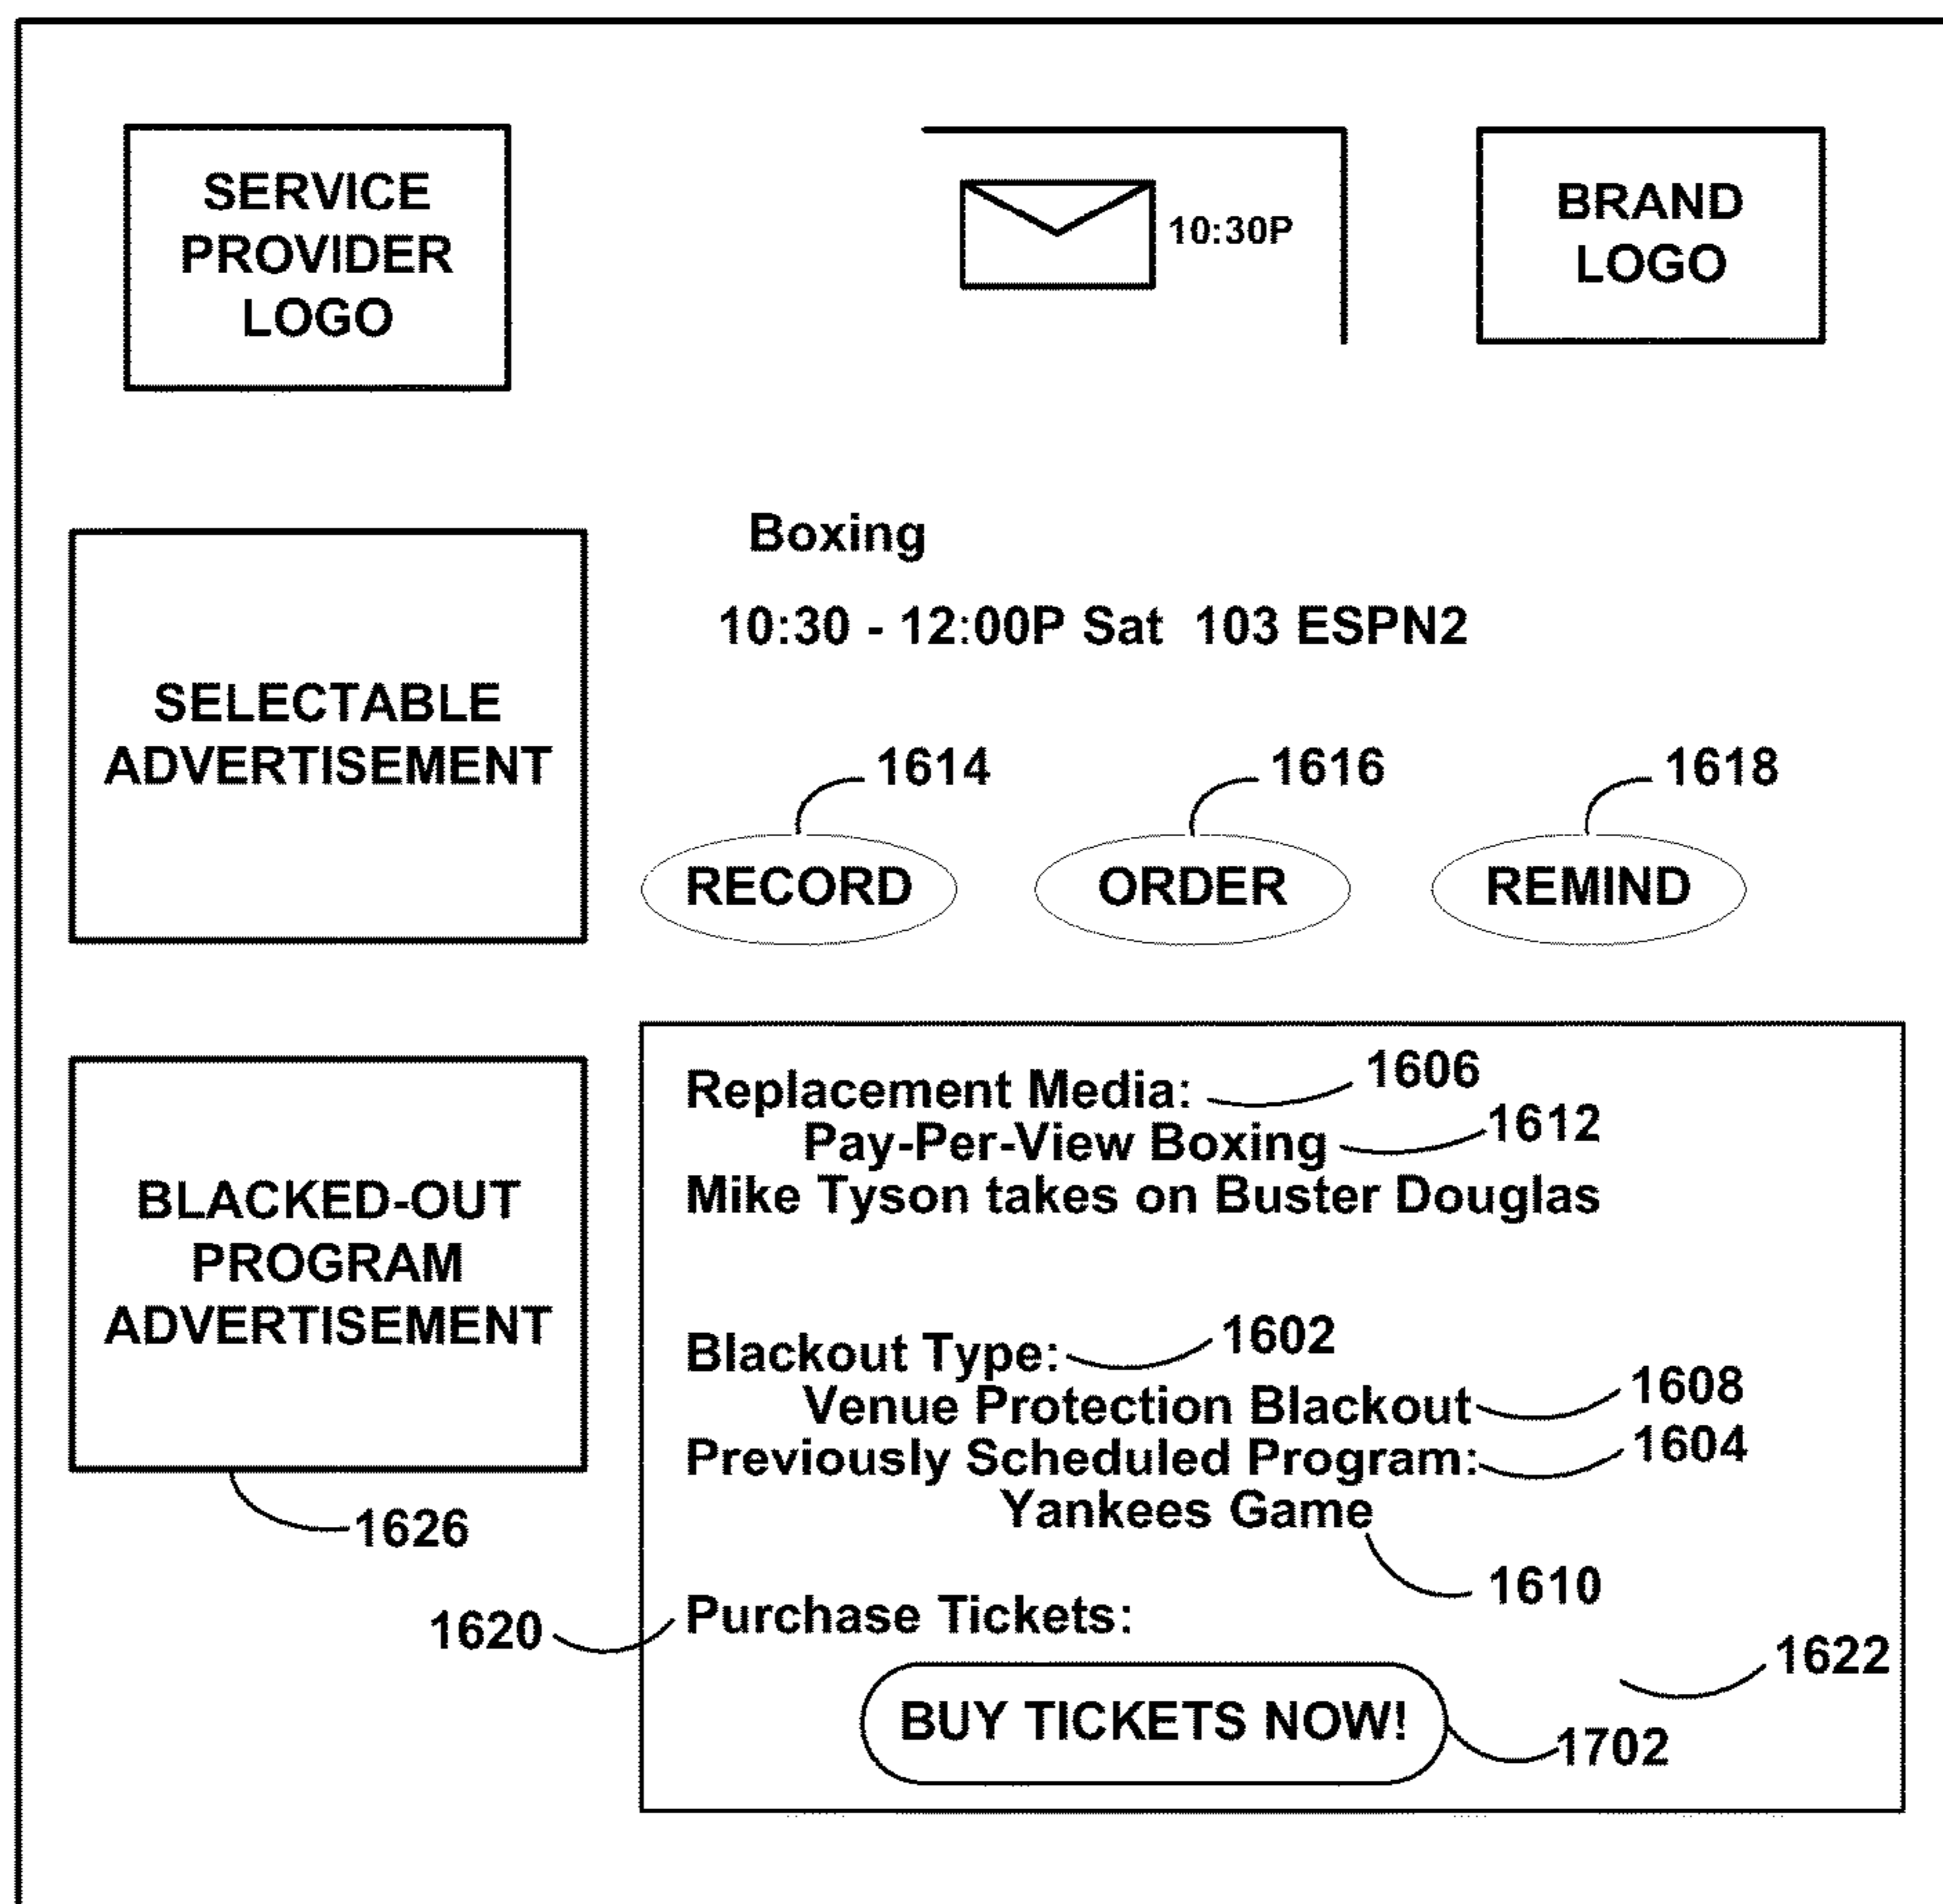 SERVICE
PROVIDER
LOGO
10:30P
BRAND
LOGO
Boxing
10:30 - 12:00P Sat 103 ESPN2
SELECTABLE
ADVERTISEMENT
1614
1616
1618
RECORD
ORDER
REMIND
Replacement Media:
1606
Pay-Per-View Boxing
1612
Mike Tyson takes on Buster Douglas
BLACKED-OUT
PROGRAM
ADVERTISEMENT
1626
Blackout Type:
1602
Venue Protection Blackout
1608
Previously Scheduled Program:
1604
Yankees Game
1610
1620
Purchase Tickets:
1622
BUY TICKETS NOW!
1702